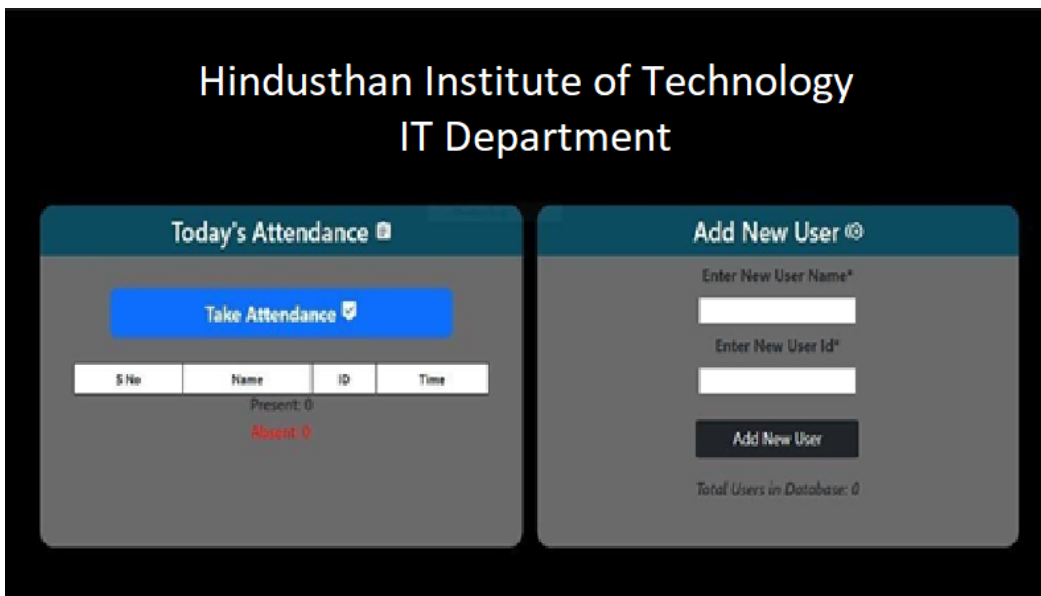 Hindusthan Institute of Technology
IT Department
Today's Attendance
Take Attendance
S No Name ID Time
Present: 0
Absent: 0
Add New User
Enter New User Name*
Enter New User Id*
Add New User
Total Users in Database: 0